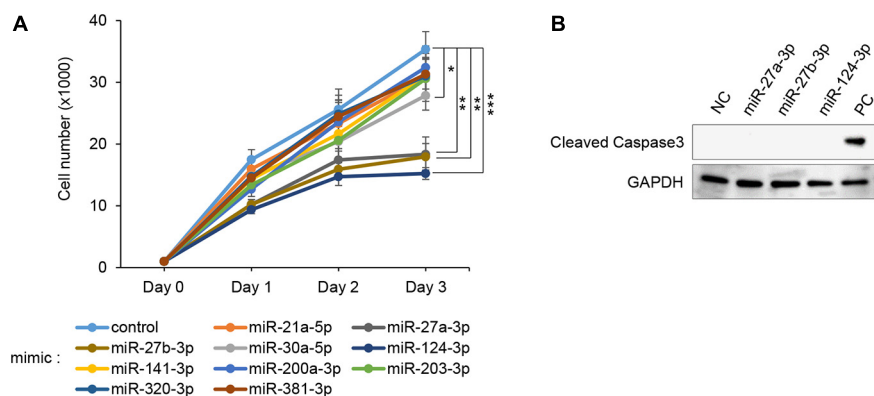 A
Cell number (x1000)
40
30
20
10
0
Day 0 Day 1 Day 2 Day 3
*
**
**
***
mimic :
control miR-21a-5p miR-27a-3p
miR-27b-3p miR-30a-5p miR-124-3p
miR-141-3p miR-200a-3p miR-203-3p
miR-320-3p miR-381-3p
B
NC miR-27a-3p miR-27b-3p miR-124-3p PC
Cleaved Caspase3
GAPDH